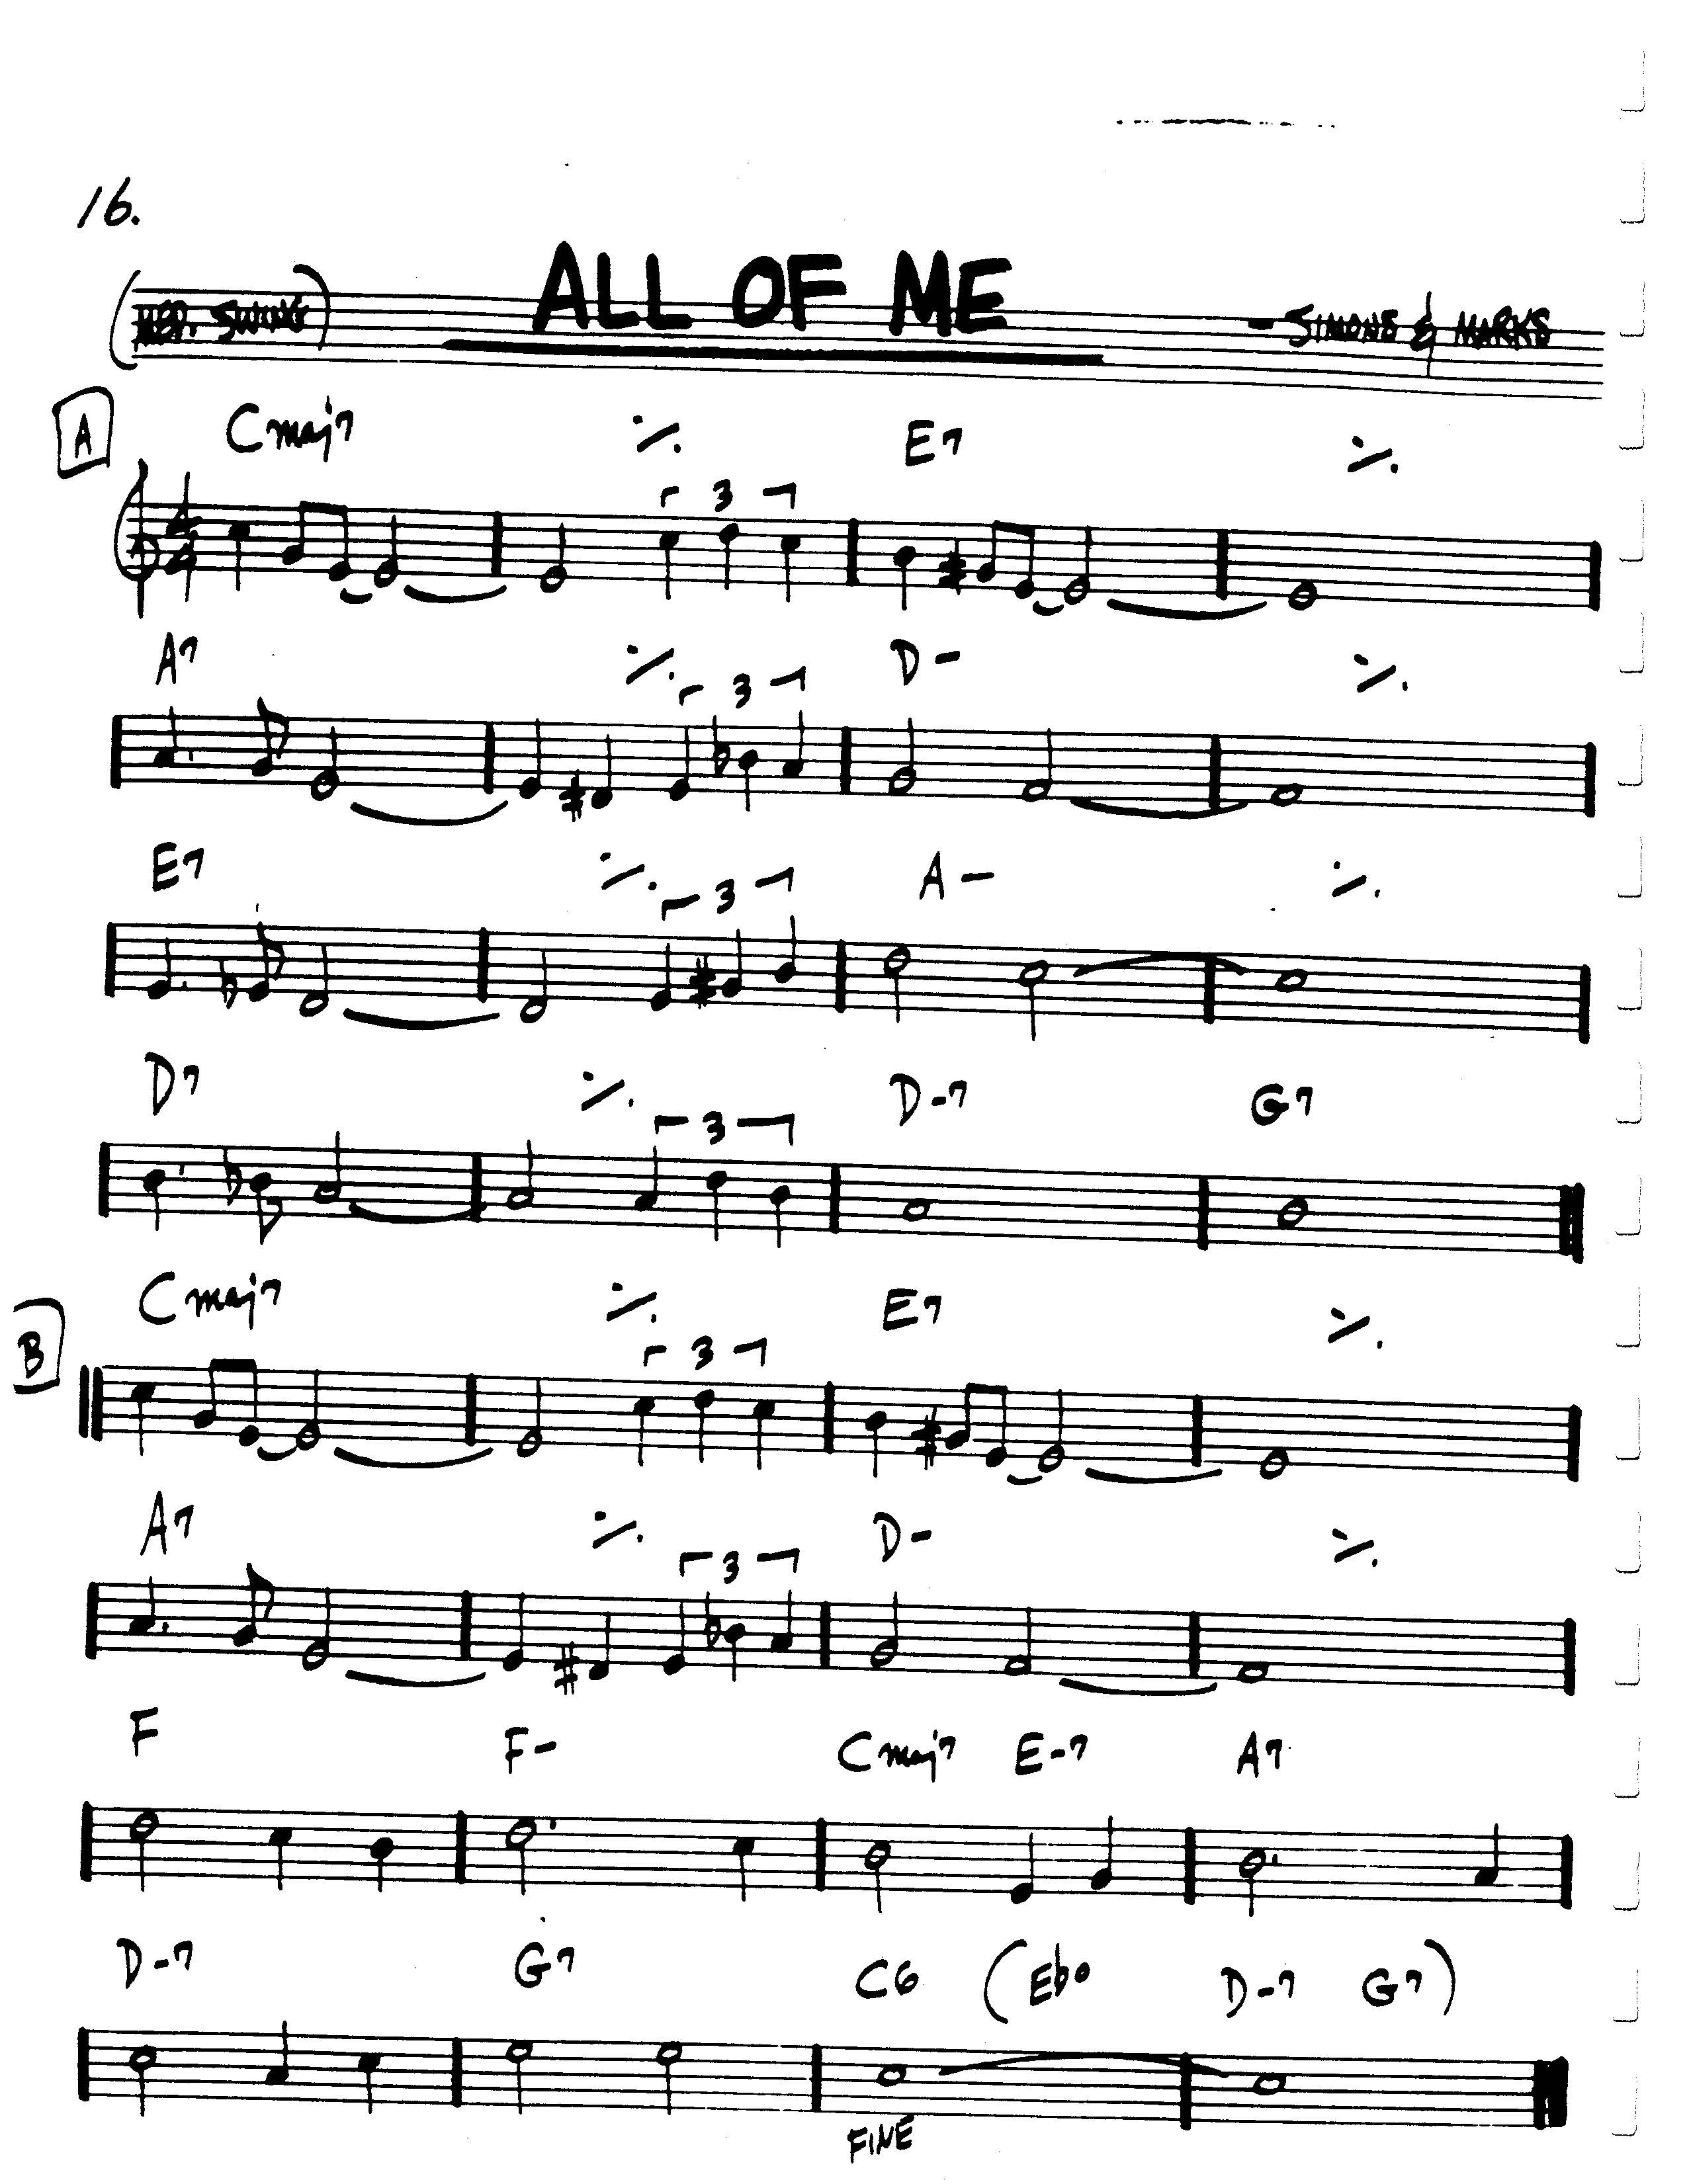 16.
ALL OF ME
(MED. SWING)
- SIMONS & MARKS
A
Cmaj7 ٪ E7 ٪
3
A7 ٪ D- ٪
3
E7 ٪ A- ٪
3
D7 ٪ D-7 G7
3
B
Cmaj7 ٪ E7 ٪
3
A7 ٪ D- ٪
3
F F- Cmaj7 E-7 A7
D-7 G7 C6 (Eb° D-7 G7)
FINE